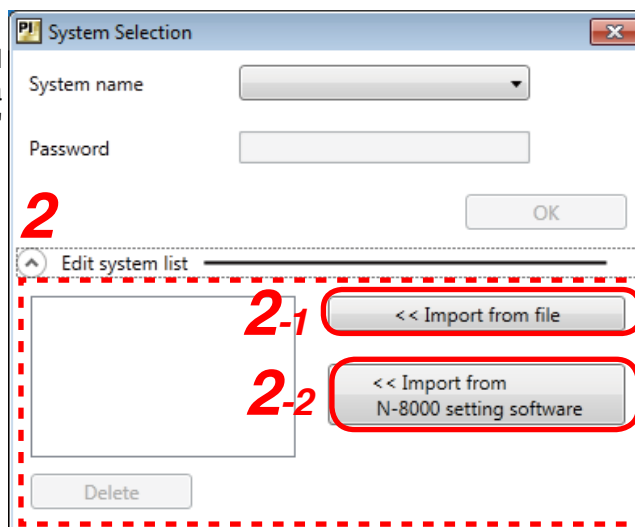 PJ System Selection
System name
Password
OK
2
Edit system list
2-1
<< Import from file
2-2
<< Import from
N-8000 setting software
Delete